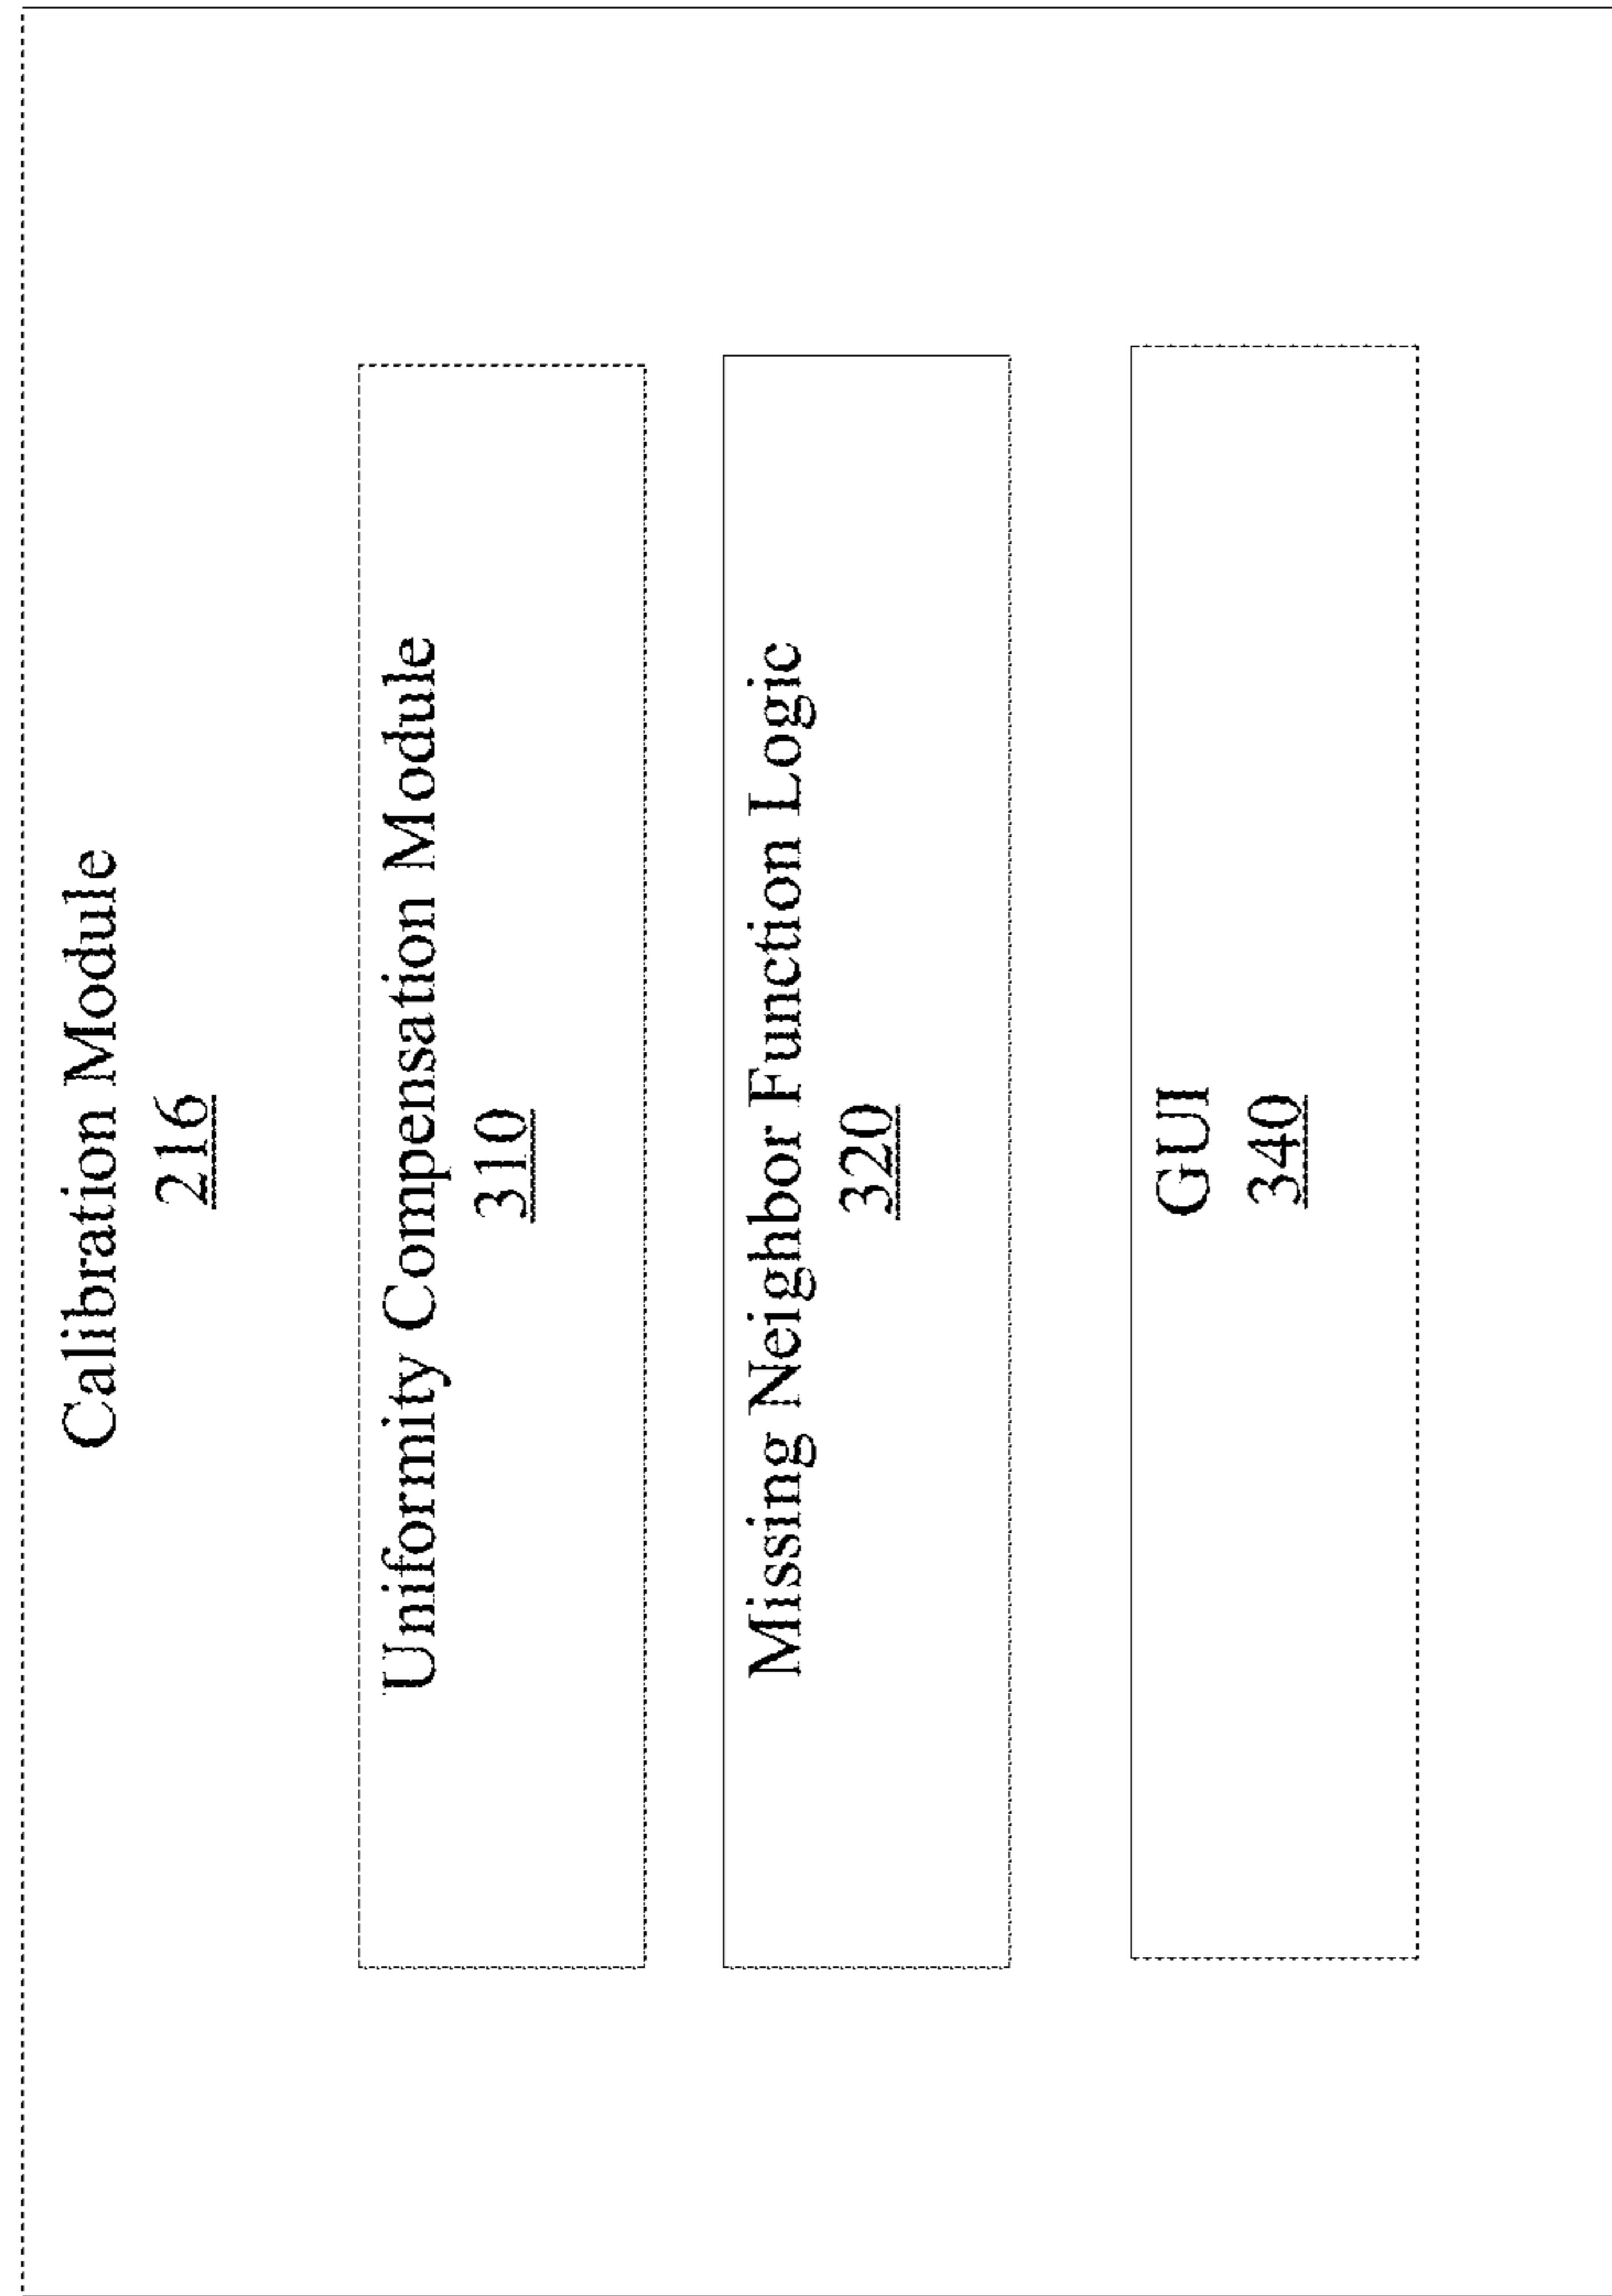 Calibration Module
216
Uniformity Compensation Module
310
Missing Neighbor Function Logic
320
GUI
340